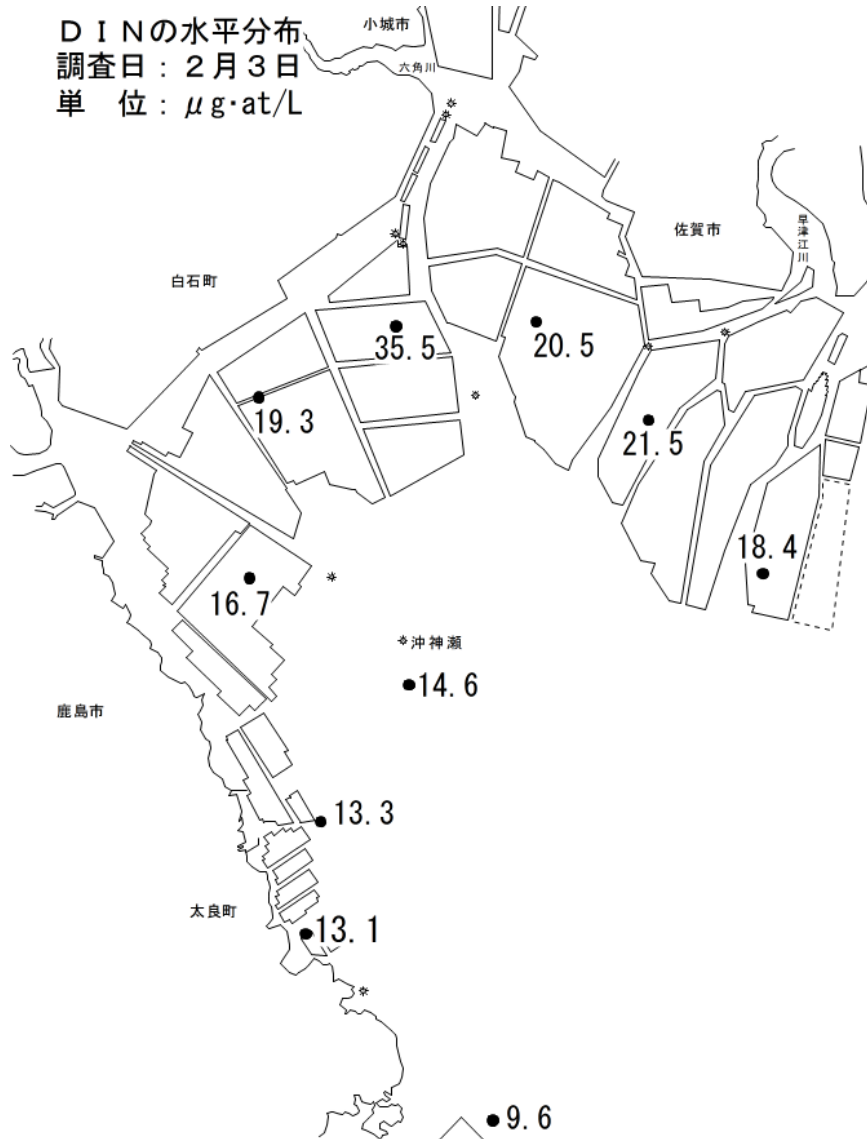 ＤＩＮの水平分布
調査日：２月３日
単　位：μg･at/L
小城市
六角川
佐賀市
早津江川
白石町
35.5
20.5
19.3
21.5
18.4
16.7
沖神瀬
14.6
鹿島市
13.3
太良町
13.1
9.6